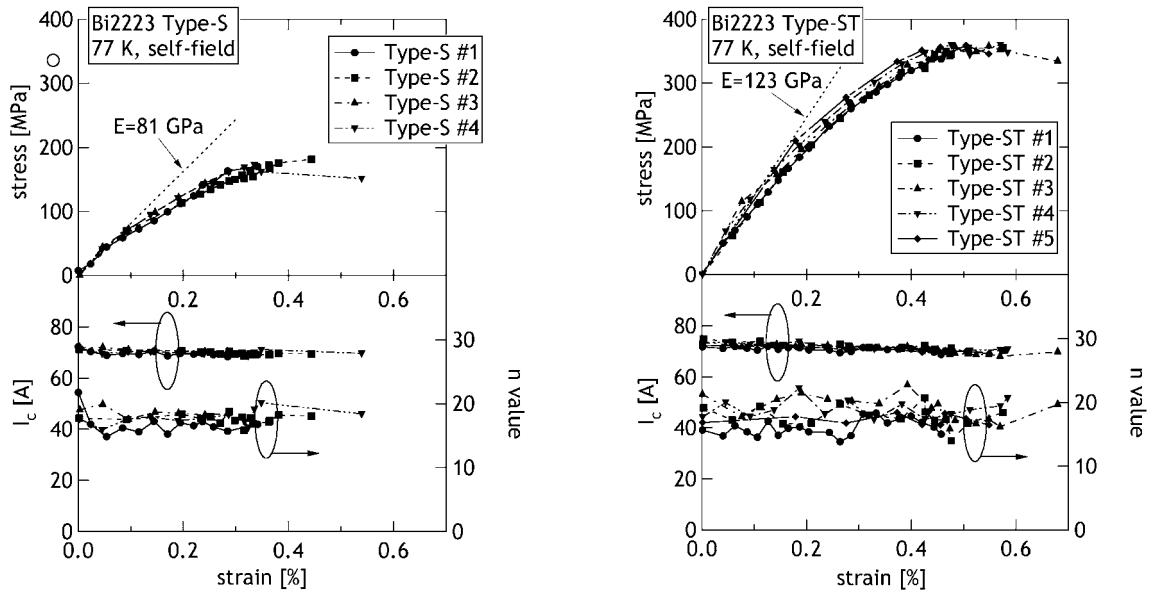 Bi2223 Type-S
77 K, self-field
Type-S #1
Type-S #2
Type-S #3
Type-S #4
E=81 GPa
stress [MPa]
400
300
200
100
0
0.2
0.4
0.6
I_c [A]
80
60
40
20
0
n value
30
20
10
0
0.0
0.2
0.4
0.6
strain [%]
Bi2223 Type-ST
77 K, self-field
E=123 GPa
Type-ST #1
Type-ST #2
Type-ST #3
Type-ST #4
Type-ST #5
stress [MPa]
400
300
200
100
0
0.2
0.4
0.6
I_c [A]
80
60
40
20
0
n value
30
20
10
0
0.0
0.2
0.4
0.6
strain [%]